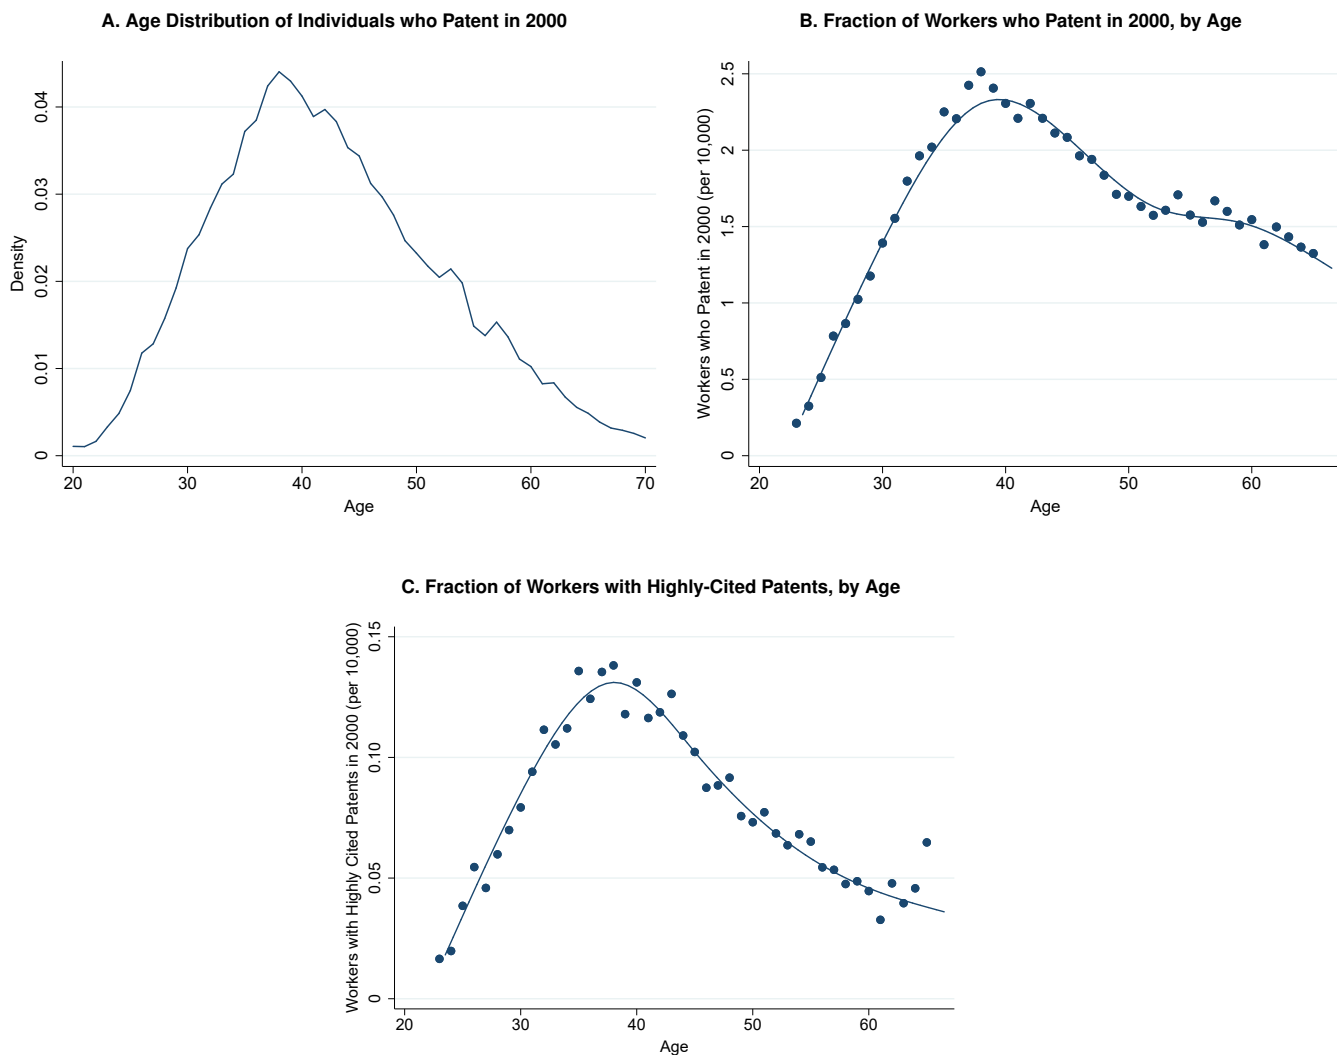 A. Age Distribution of Individuals who Patent in 2000
Density
0.04
0.03
0.02
0.01
0
20 30 40 50 60 70
Age
B. Fraction of Workers who Patent in 2000, by Age
Workers who Patent in 2000 (per 10,000)
2.5
2
1.5
1
0.5
0
20 30 40 50 60
Age
C. Fraction of Workers with Highly-Cited Patents, by Age
Workers with Highly Cited Patents in 2000 (per 10,000)
0.15
0.10
0.05
0
20 30 40 50 60
Age